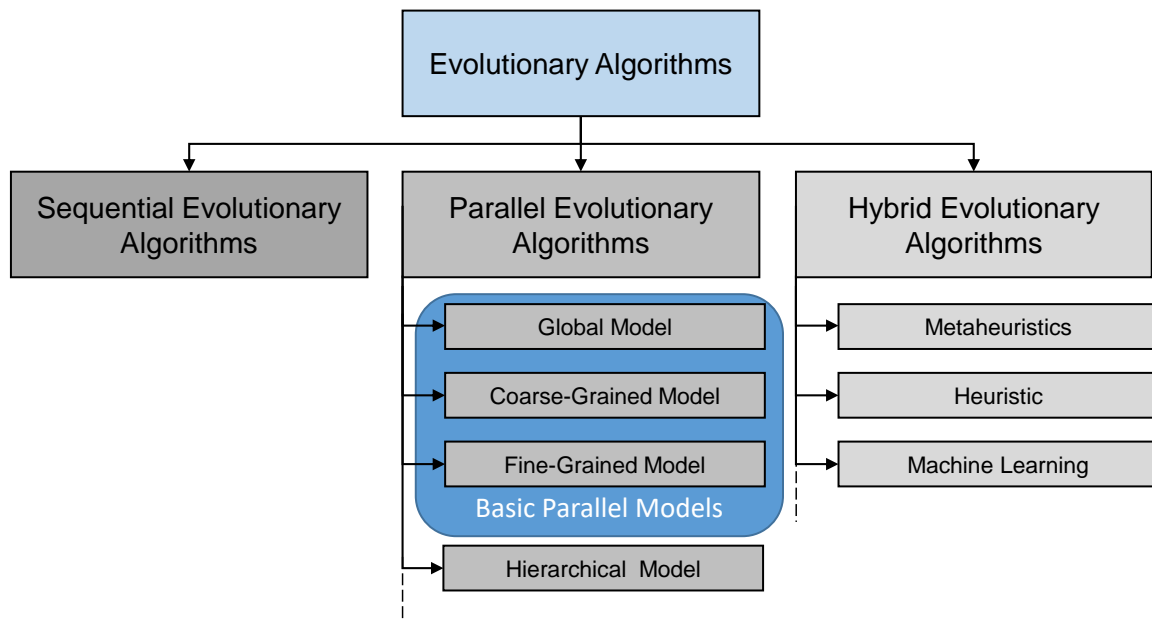 Evolutionary Algorithms
Sequential Evolutionary
Algorithms
Parallel Evolutionary
Algorithms
Hybrid Evolutionary
Algorithms
Global Model
Coarse-Grained Model
Fine-Grained Model
Basic Parallel Models
Hierarchical Model
Metaheuristics
Heuristic
Machine Learning